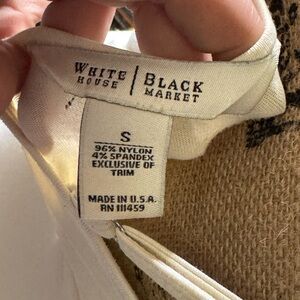 WHITE HOUSE | BLACK MARKET
S
96% NYLON
4% SPANDEX
EXCLUSIVE OF
TRIM
MADE IN U.S.A.
RN 111459